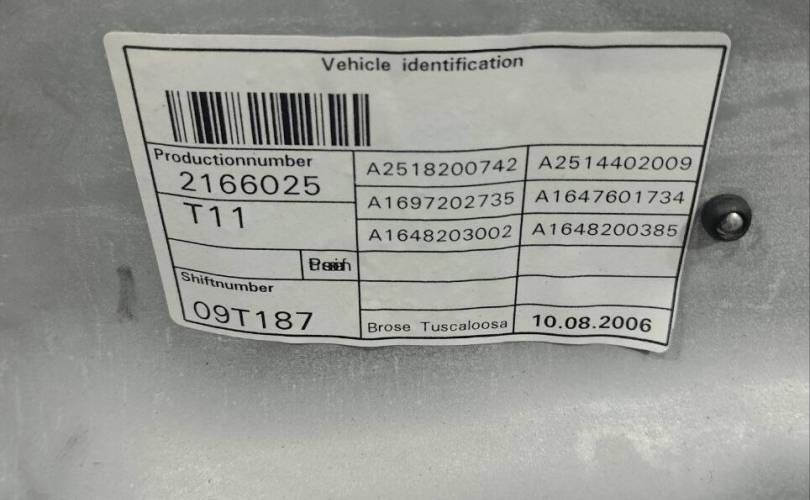 Vehicle identification
Productionnumber
2166025
T11
Shiftnumber
09T187
A2518200742 A2514402009
A1697202735 A1647601734
A1648203002 A1648200385
Brose Tuscaloosa 10.08.2006